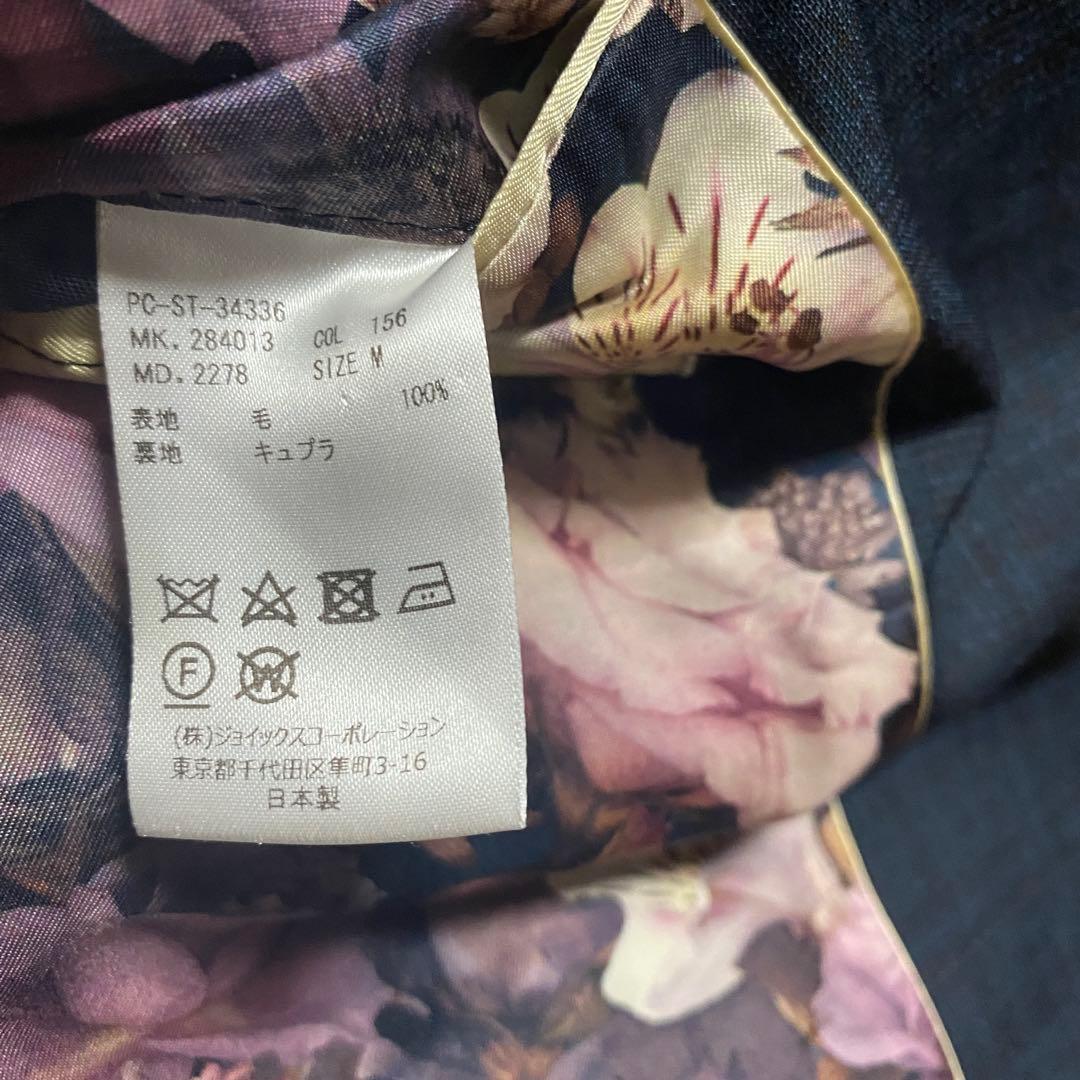 PC-ST-34336
MK. 284013 COL 156
MD. 2278 SIZE M
表地 毛 100%
裏地 キュプラ
F
W
(株)ジョイックスコーポレーション
東京都千代田区隼町3-16
日本製